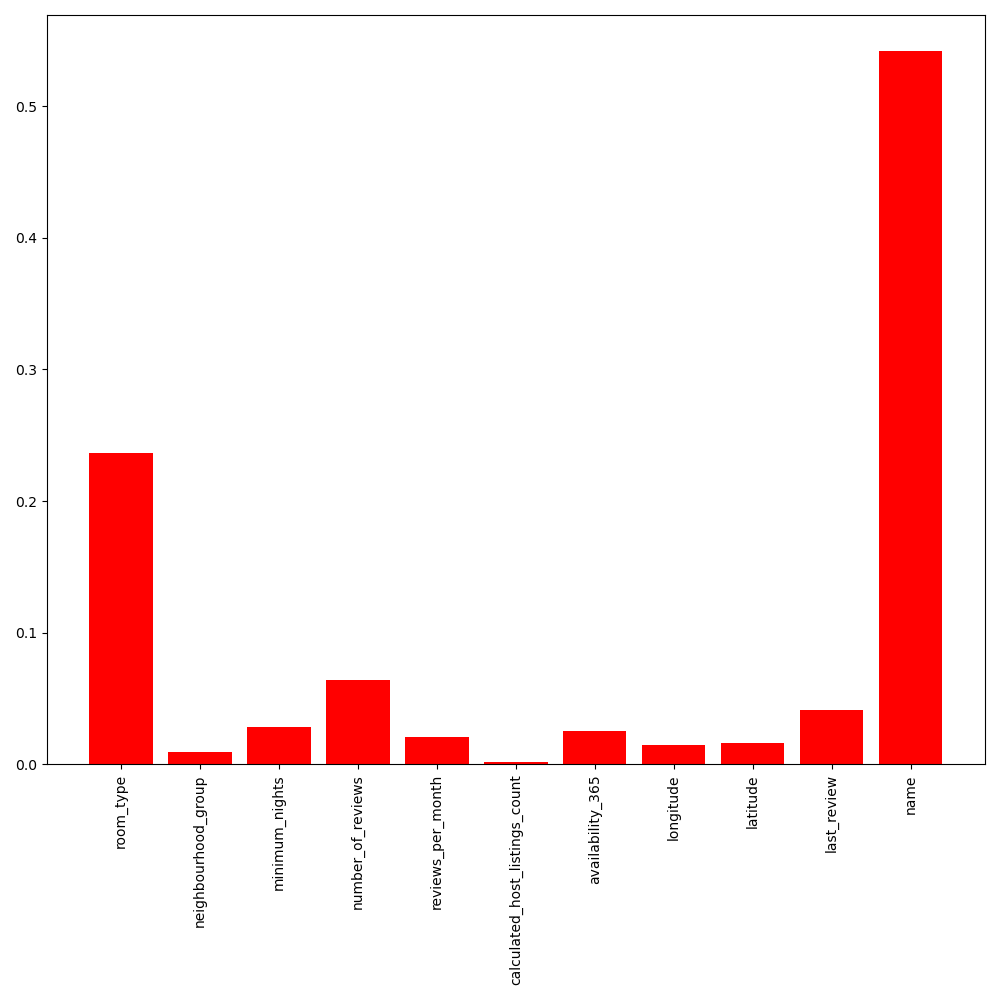 0.5
0.4
0.3
0.2
0.1
0.0
room_type
neighbourhood_group
minimum_nights
number_of_reviews
reviews_per_month
calculated_host_listings_count
availability_365
longitude
latitude
last_review
name